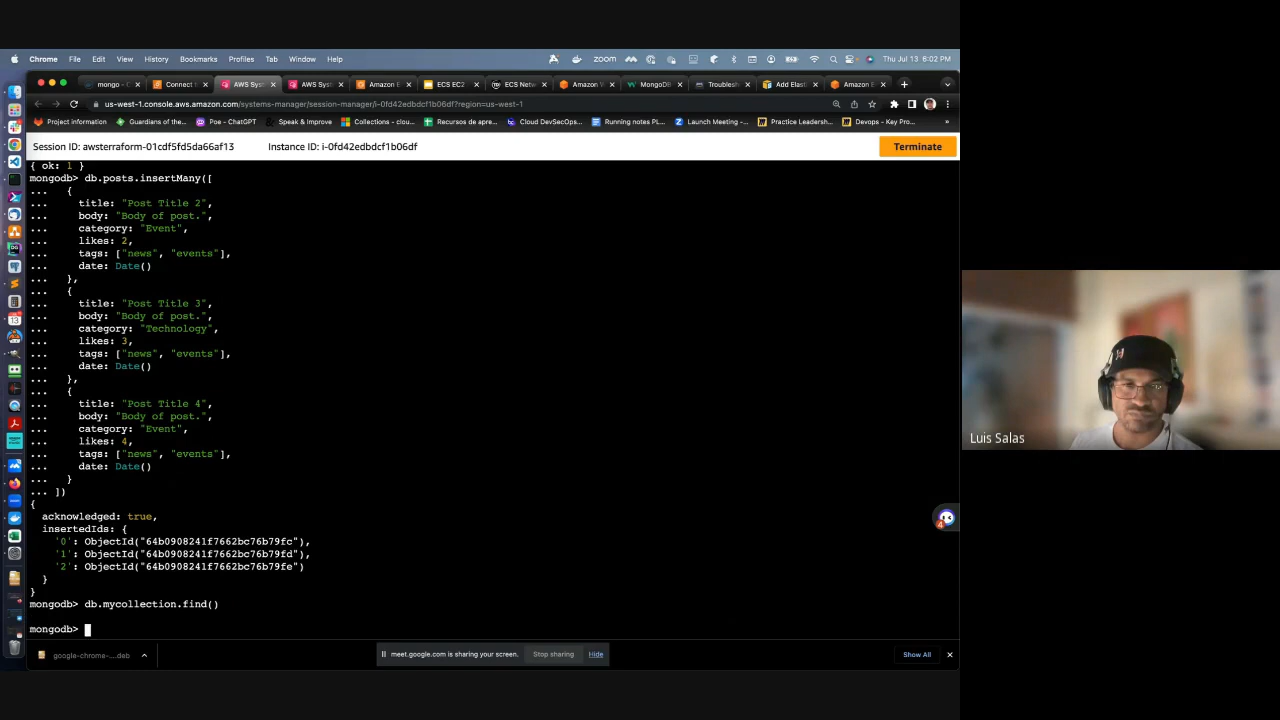 Chrome File Edit View History Bookmarks Profiles Tab Window Help zoom Thu Jul 13 6:02 PM
mongo - C Connect t AWS Syst AWS Syst Amazon E ECS EC2 ECS Netw Amazon V MongoDB Troublesh Add Elasti Amazon E
us-west-1.console.aws.amazon.com/systems-manager/session-manager/i-0fd42edbdcf1b06df?region=us-west-1
Project information Guardians of the... Poe - ChatGPT Speak & Improve Collections - clou... Recursos de apre... Cloud DevSecOps... Running notes PL... Launch Meeting -... Practice Leadersh... Devops - Key Pro...
Session ID: awsterraform-01cdf5fd5da66af13 Instance ID: i-0fd42edbdcf1b06df Terminate
{ ok: 1 }
mongodb> db.posts.insertMany([
... {
... title: "Post Title 2",
... body: "Body of post.",
... category: "Event",
... likes: 2,
... tags: ["news", "events"],
... date: Date()
... },
... {
... title: "Post Title 3",
... body: "Body of post.",
... category: "Technology",
... likes: 3,
... tags: ["news", "events"],
... date: Date()
... },
... {
... title: "Post Title 4",
... body: "Body of post.",
... category: "Event",
... likes: 4,
... tags: ["news", "events"],
... date: Date()
... }
... ])
{
acknowledged: true,
insertedIds: {
'0': ObjectId("64b0908241f7662bc76b79fc"),
'1': ObjectId("64b0908241f7662bc76b79fd"),
'2': ObjectId("64b0908241f7662bc76b79fe")
}
}
mongodb> db.mycollection.find()
mongodb>
Luis Salas
google-chrome-....deb meet.google.com is sharing your screen. Stop sharing Hide Show All